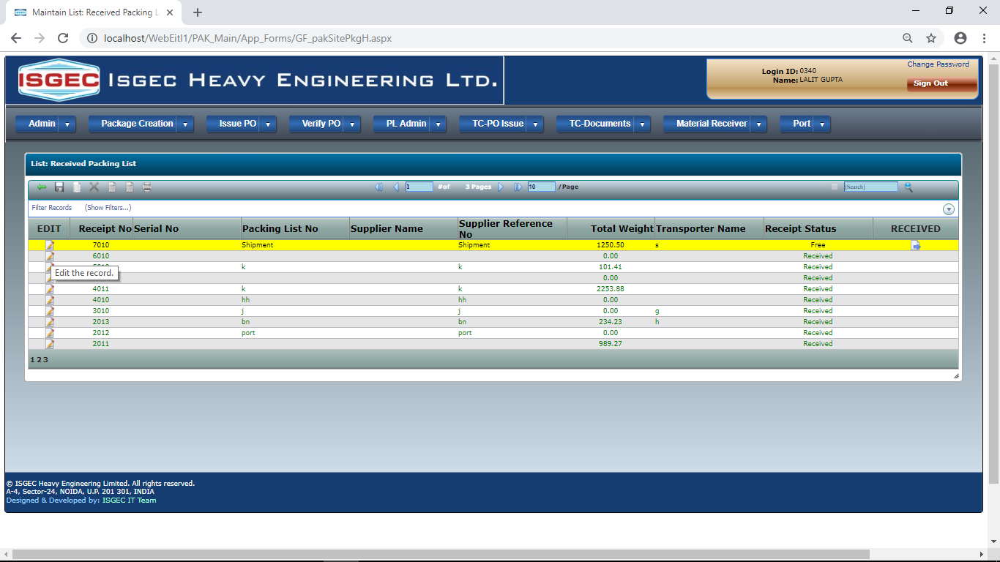 Maintain List: Received Packing L
localhost/WebEitl1/PAK_Main/App_Forms/GF_pakSitePkgH.aspx
ISGEC ISGEC HEAVY ENGINEERING LTD.
Change Password
Login ID: 0340
Name: LALIT GUPTA
Sign Out
Admin Package Creation Issue PO Verify PO PL Admin TC-PO Issue TC-Documents Material Receiver Port
List: Received Packing List
1 #of 3 Pages 10 /Page [Search]
Filter Records (Show Filters...)
EDIT Receipt No Serial No Packing List No Supplier Name Supplier Reference No Total Weight Transporter Name Receipt Status RECEIVED
7010 Shipment Shipment 1250.50 s Free
6010 0.00 Received
k k 101.41 Received
Edit the record.
0.00 Received
4011 k k 2253.88 Received
4010 hh hh 0.00 Received
3010 j j 0.00 g Received
2013 bn bn 234.23 h Received
2012 port port 0.00 Received
2011 989.27 Received
1 2 3
© ISGEC Heavy Engineering Limited. All rights reserved.
A-4, Sector-24, NOIDA, U.P. 201 301, INDIA
Designed & Developed by: ISGEC IT Team